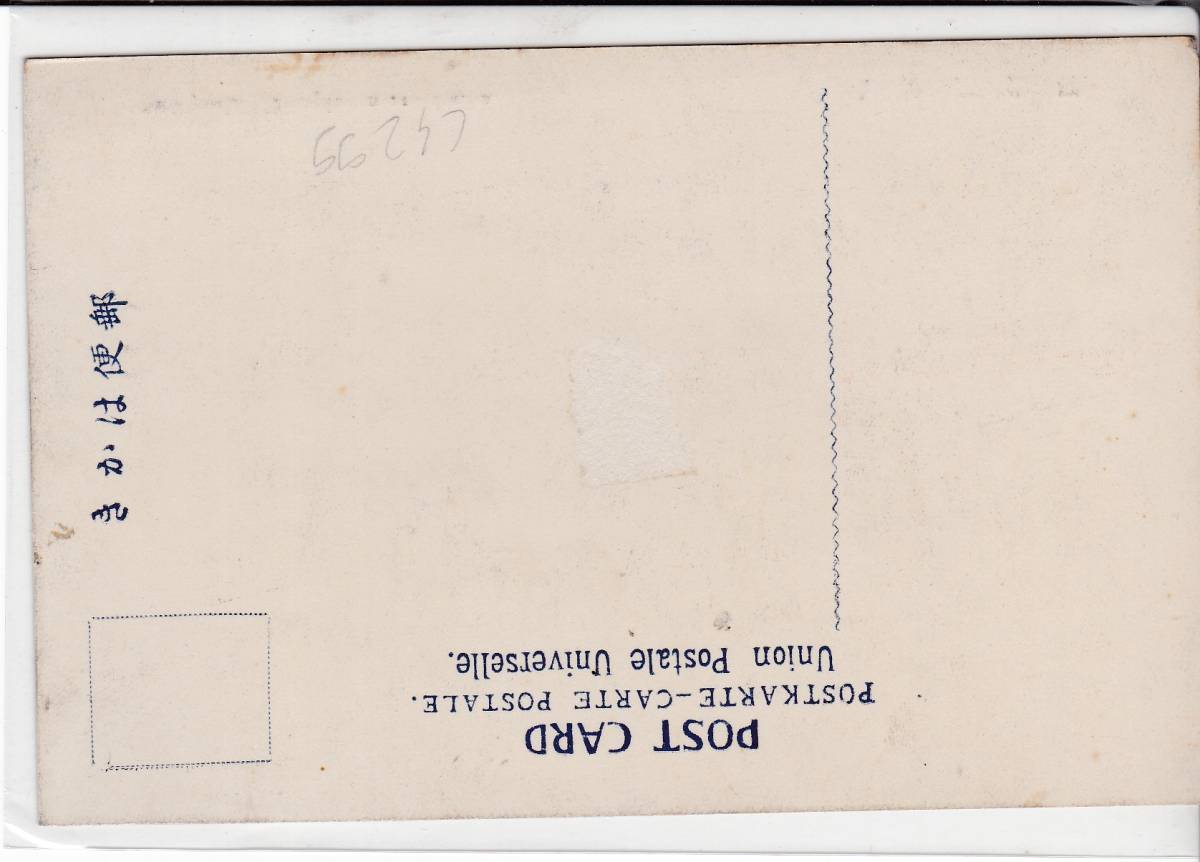 POST CARD
POSTKARTE-CARTE POSTALE.
Union Postale Universelle.
郵便はかき